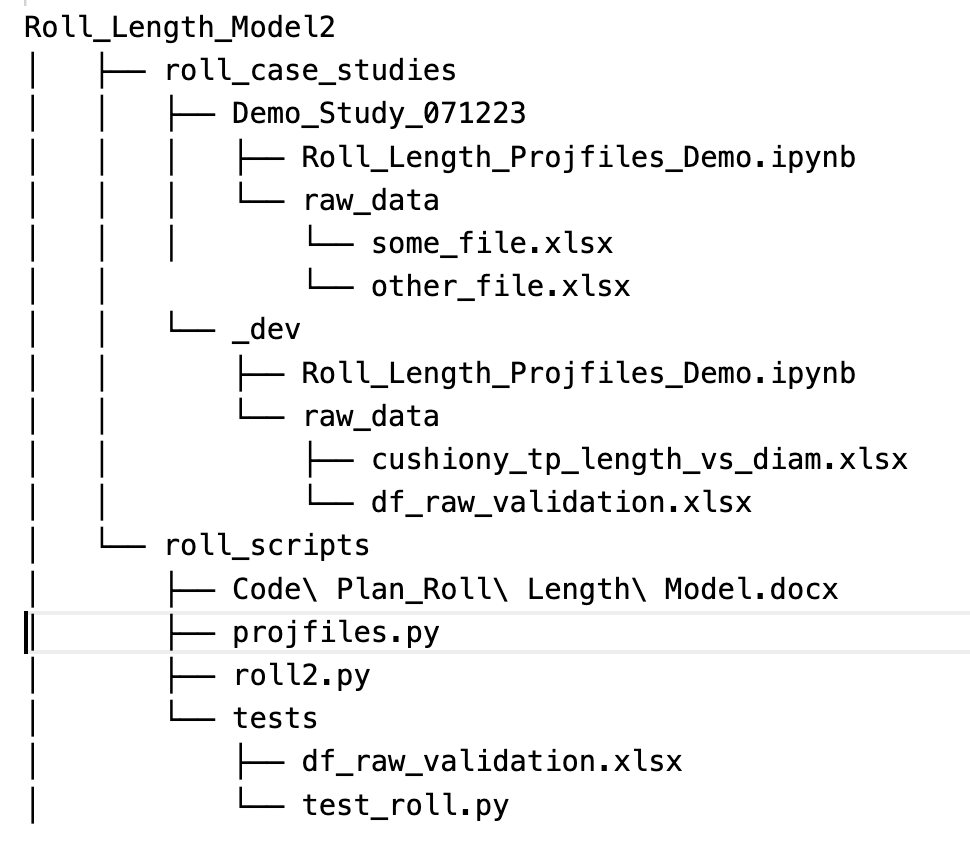 Roll_Length_Model2
│   ├── roll_case_studies
│   │   ├── Demo_Study_071223
│   │   │   ├── Roll_Length_Projfiles_Demo.ipynb
│   │   │   └── raw_data
│   │   │       └── some_file.xlsx
│   │           └── other_file.xlsx
│   │   └── _dev
│   │       ├── Roll_Length_Projfiles_Demo.ipynb
│   │       └── raw_data
│   │           ├── cushiony_tp_length_vs_diam.xlsx
│   │           └── df_raw_validation.xlsx
│   └── roll_scripts
│       ├── Code\ Plan_Roll\ Length\ Model.docx
│       ├── projfiles.py
│       ├── roll2.py
│       └── tests
│           ├── df_raw_validation.xlsx
│           └── test_roll.py